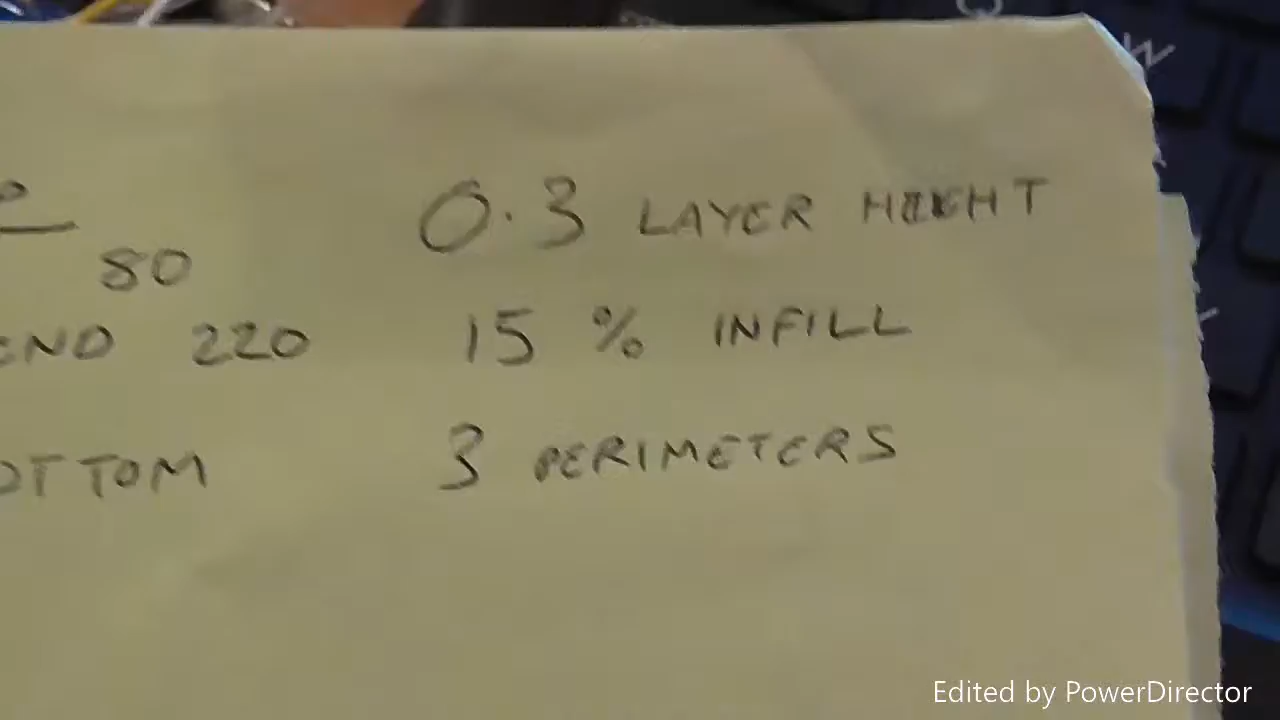 0.3 LAYER HEIGHT
80
220 15 % INFILL
3 PERIMETERS
Edited by PowerDirector